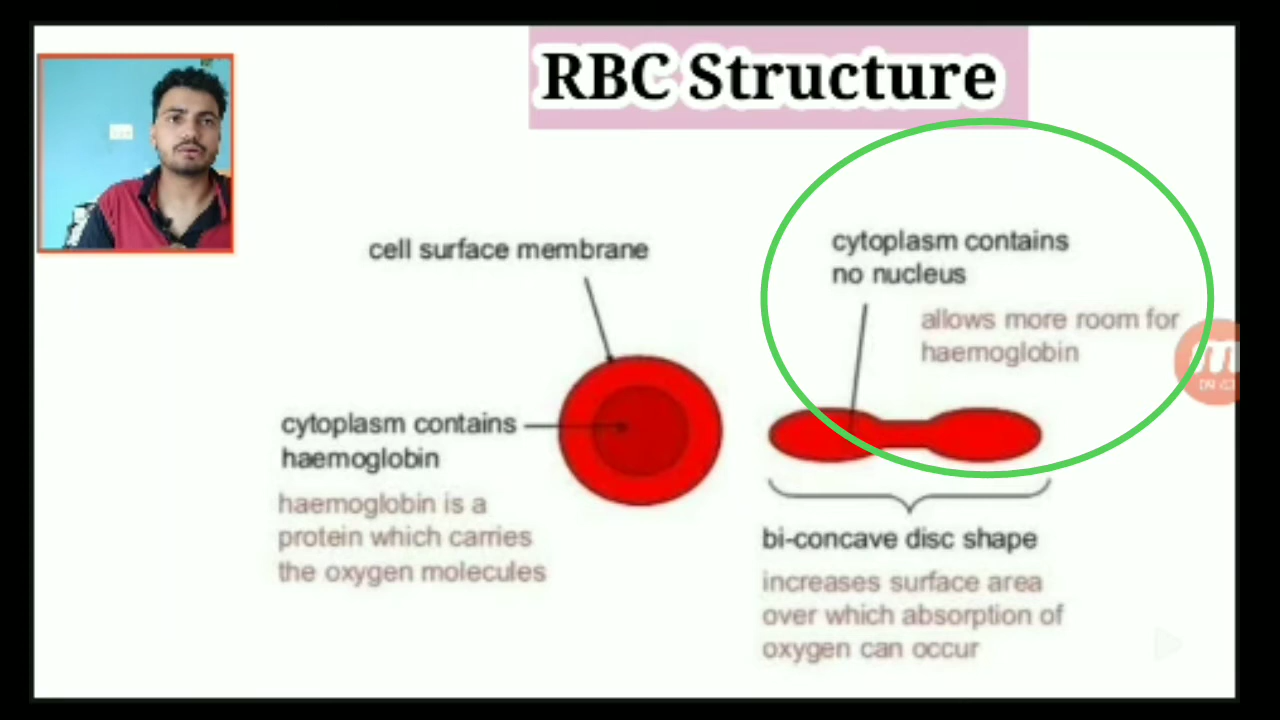 RBC Structure
cell surface membrane
cytoplasm contains
no nucleus
allows more room for
haemoglobin
cytoplasm contains
haemoglobin
haemoglobin is a
protein which carries
the oxygen molecules
bi-concave disc shape
increases surface area
over which absorption of
oxygen can occur